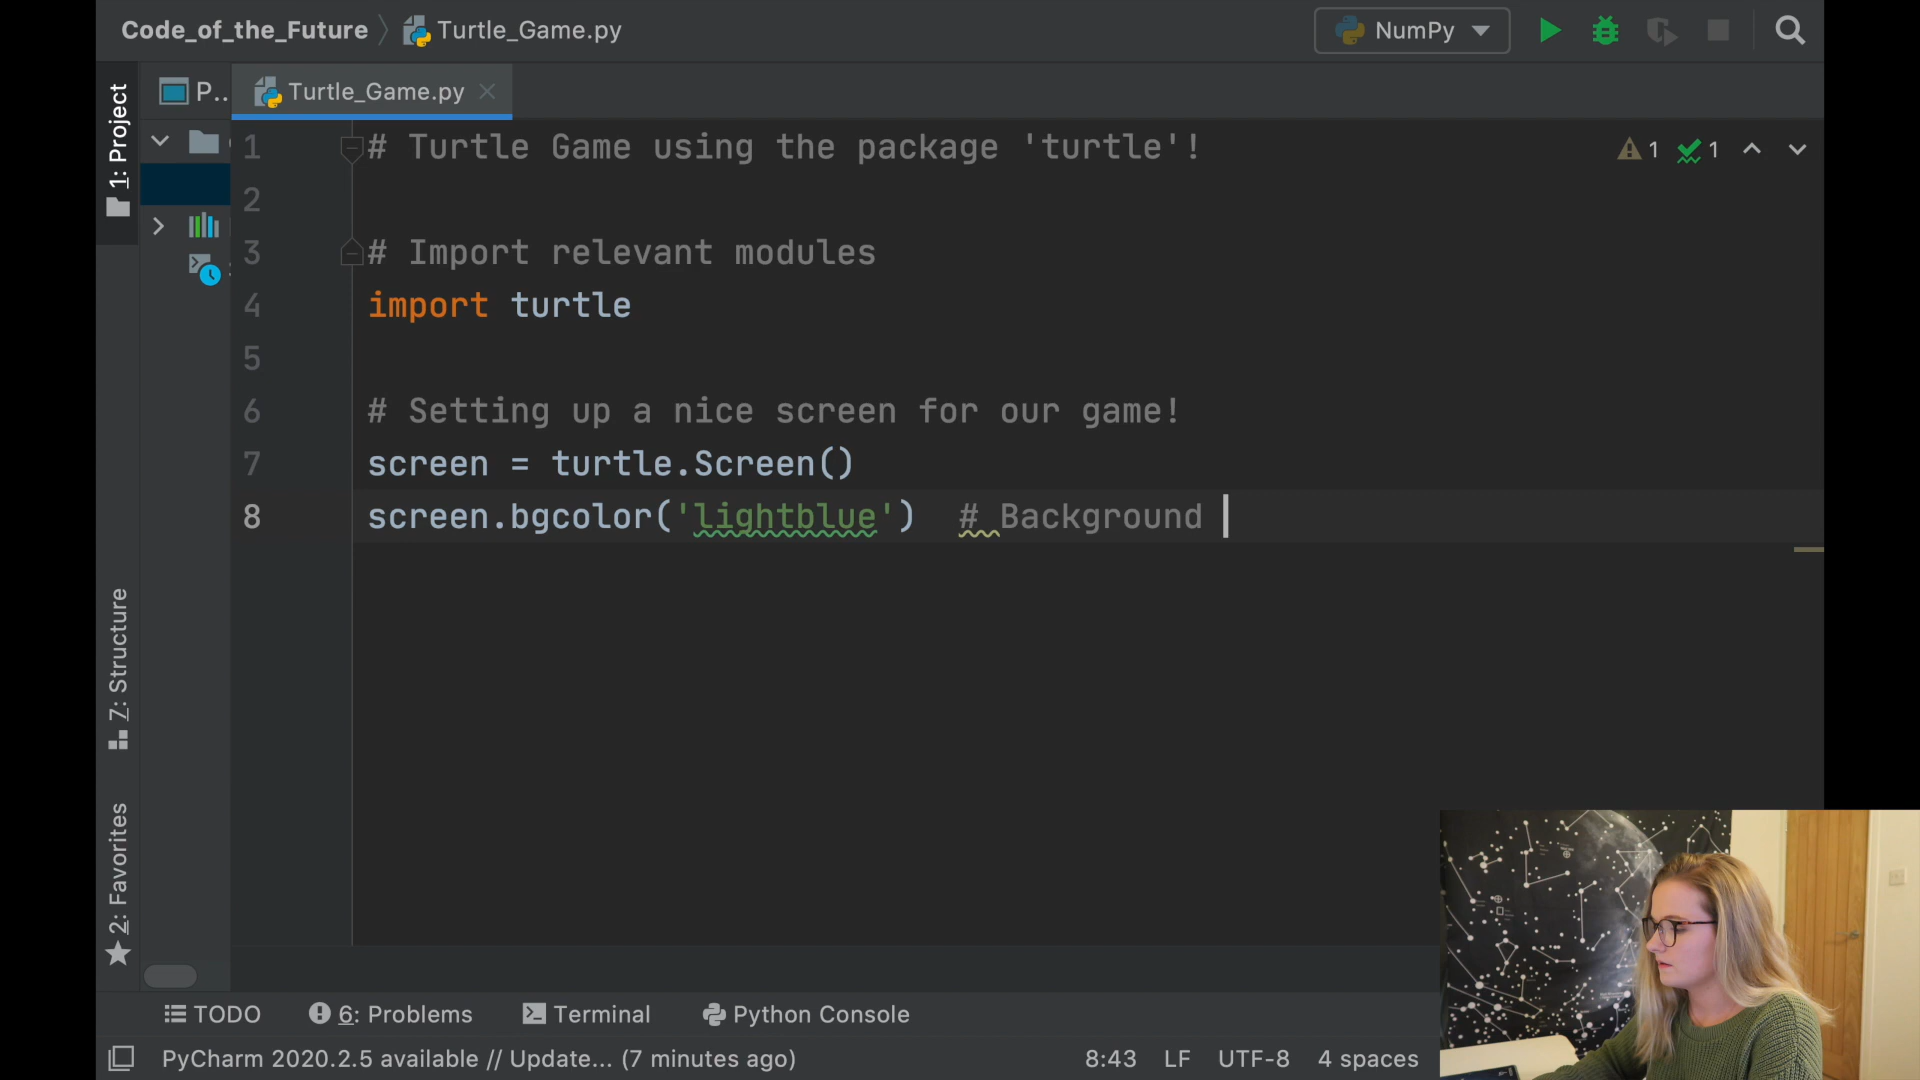 Code_of_the_Future
Turtle_Game.py
NumPy
1: Project
P..
Turtle_Game.py
1 # Turtle Game using the package 'turtle'!
1 1
2
3 # Import relevant modules
4 import turtle
5
6 # Setting up a nice screen for our game!
7 screen = turtle.Screen()
8 screen.bgcolor('lightblue')  # Background
7: Structure
2: Favorites
TODO
6: Problems
Terminal
Python Console
PyCharm 2020.2.5 available // Update... (7 minutes ago)
8:43 LF UTF-8 4 spaces